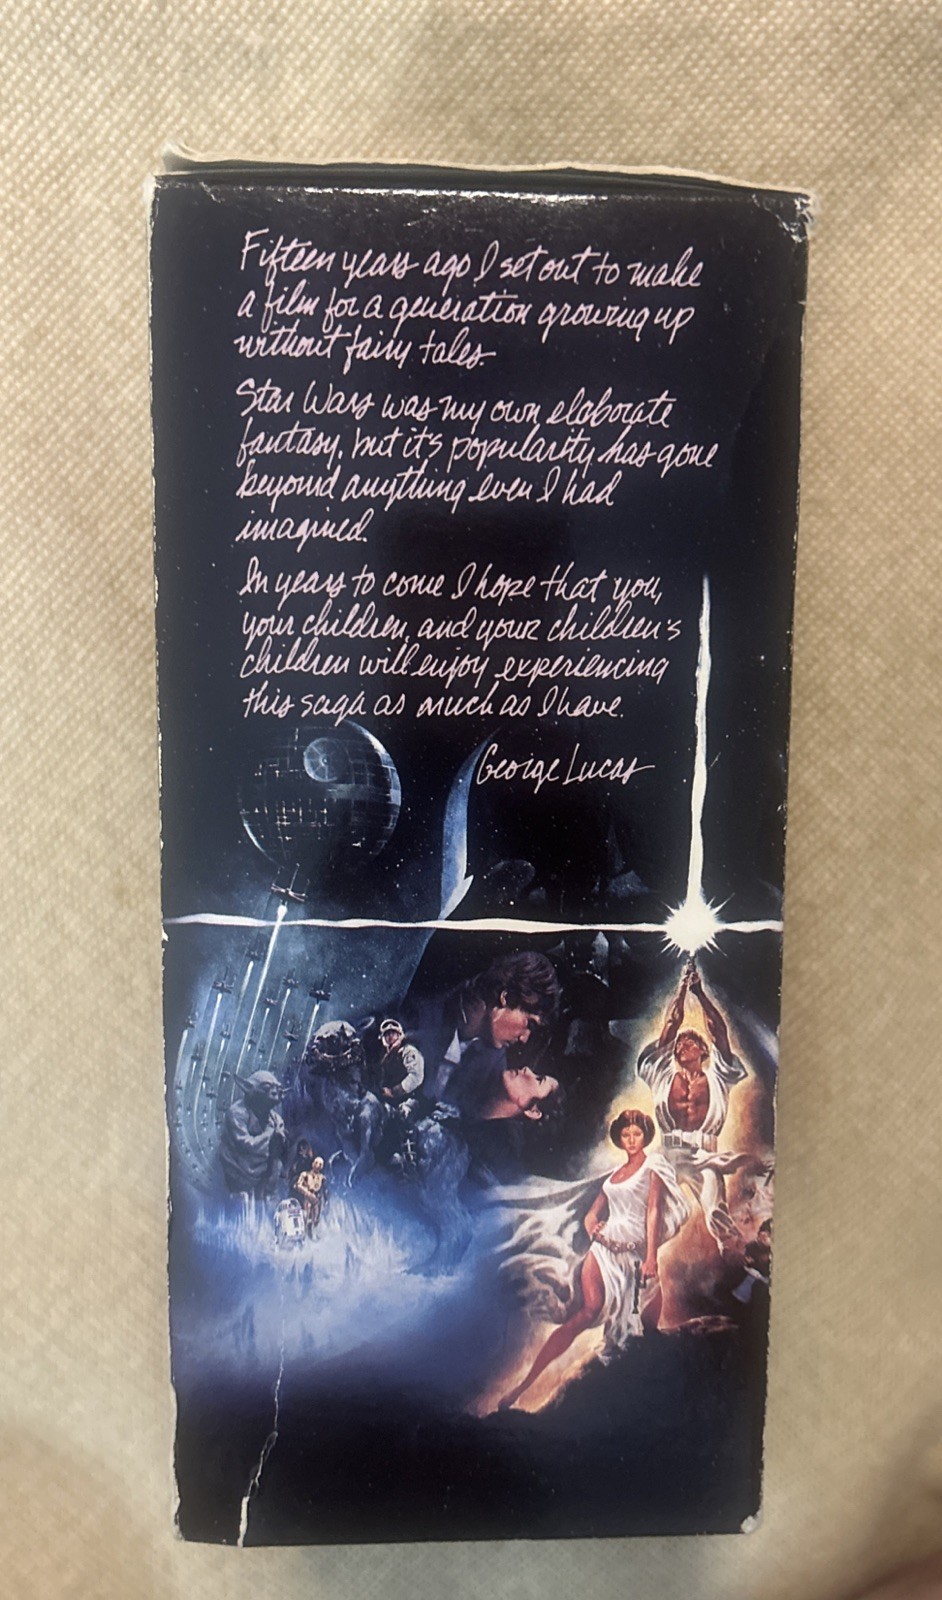 Fifteen years ago I set out to make
a film for a generation growing up
without fairy tales.
Star Wars was my own elaborate
fantasy, but it's popularity has gone
beyond anything even I had
imagined.
In years to come I hope that you,
your children, and your children's
children will enjoy experiencing
this saga as much as I have.
George Lucas